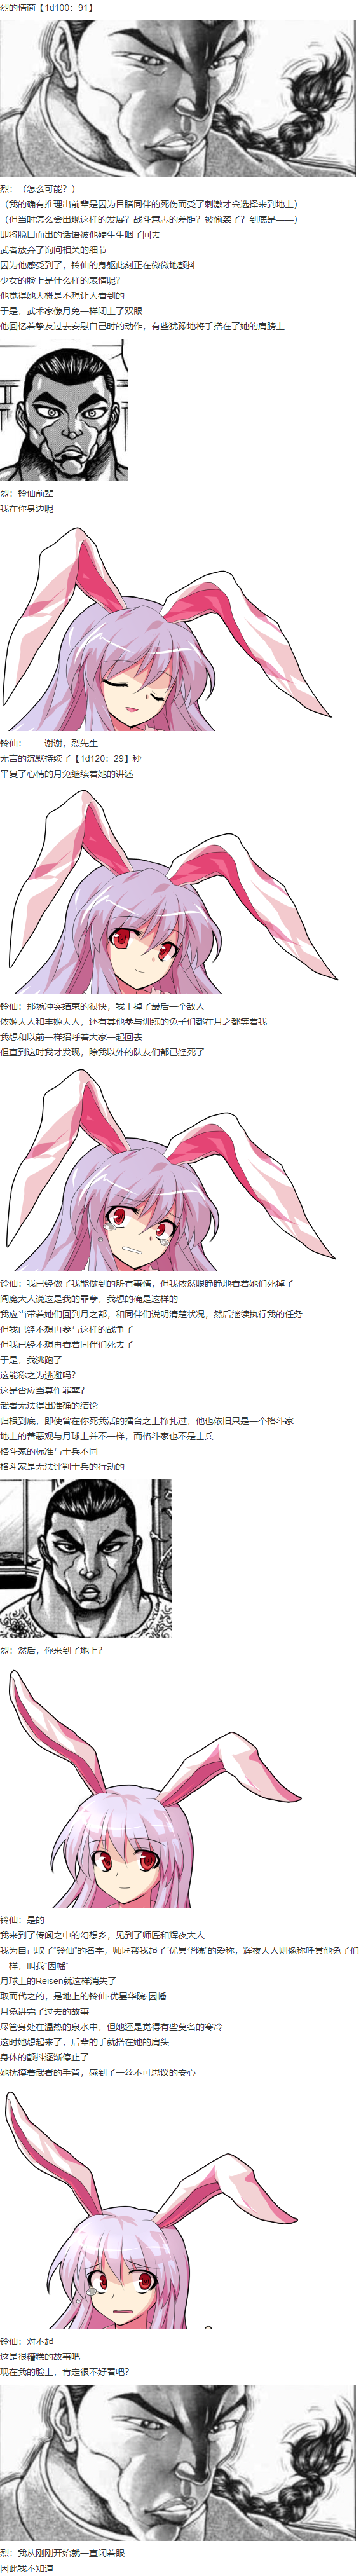 烈的情商【1d100：91】
烈：（怎么可能？）
（我的确有推理出前辈是因为目睹同伴的死伤而受了刺激才会选择来到地上）
（但当时怎么会出现这样的发展？战斗意志的差距？被偷袭了？到底是——）
即将脱口而出的话语被他硬生生咽了回去
武者放弃了询问相关的细节
因为他感受到了，铃仙的身躯此刻正在微微地颤抖
少女的脸上是什么样的表情呢？
他觉得她大概是不想让人看到的
于是，武术家像月兔一样闭上了双眼
他回忆着挚友过去安慰自己时的动作，有些犹豫地将手搭在了她的肩膀上
烈：铃仙前辈
我在你身边呢
铃仙：——谢谢，烈先生
无言的沉默持续了【1d120：29】秒
平复了心情的月兔继续着她的讲述
铃仙：那场冲突结束的很快，我干掉了最后一个敌人
依姬大人和丰姬大人，还有其他参与训练的兔子们都在月之都等着我
我想和以前一样招呼着大家一起回去
但直到这时我才发现，除我以外的队友们都已经死了
铃仙：我已经做了我能做到的所有事情，但我依然眼睁睁地看着她们死掉了
阎魔大人说这是我的罪孽，我想的确是这样的
我应当带着她们回到月之都，和同伴们说明清楚状况，然后继续执行我的任务
但我已经不想再参与这样的战争了
但我已经不想再看着同伴们死去了
于是，我逃跑了
这能称之为逃避吗？
这是否应当算作罪孽？
武者无法得出准确的结论
归根到底，即使曾在你死我活的擂台之上挣扎过，他也依旧只是一个格斗家
地上的善恶观与月球上并不一样，而格斗家也不是士兵
格斗家的标准与士兵不同
格斗家是无法评判士兵的行动的
烈：然后，你来到了地上？
铃仙：是的
我来到了传闻之中的幻想乡，见到了师匠和辉夜大人
我为自己取了“铃仙”的名字，师匠帮我起了“优昙华院”的爱称，辉夜大人则像称呼其他兔子们
一样，叫我“因幡”
月球上的Reisen就这样消失了
取而代之的，是地上的铃仙·优昙华院·因幡
月兔讲完了过去的故事
尽管身处在温热的泉水中，但她还是觉得有些莫名的寒冷
这时她想起来了，后辈的手就搭在她的肩头
身体的颤抖逐渐停止了
她抚摸着武者的手背，感到了一丝不可思议的安心
铃仙：对不起
这是很糟糕的故事吧
现在我的脸上，肯定很不好看吧？
烈：我从刚刚开始就一直闭着眼
因此我不知道